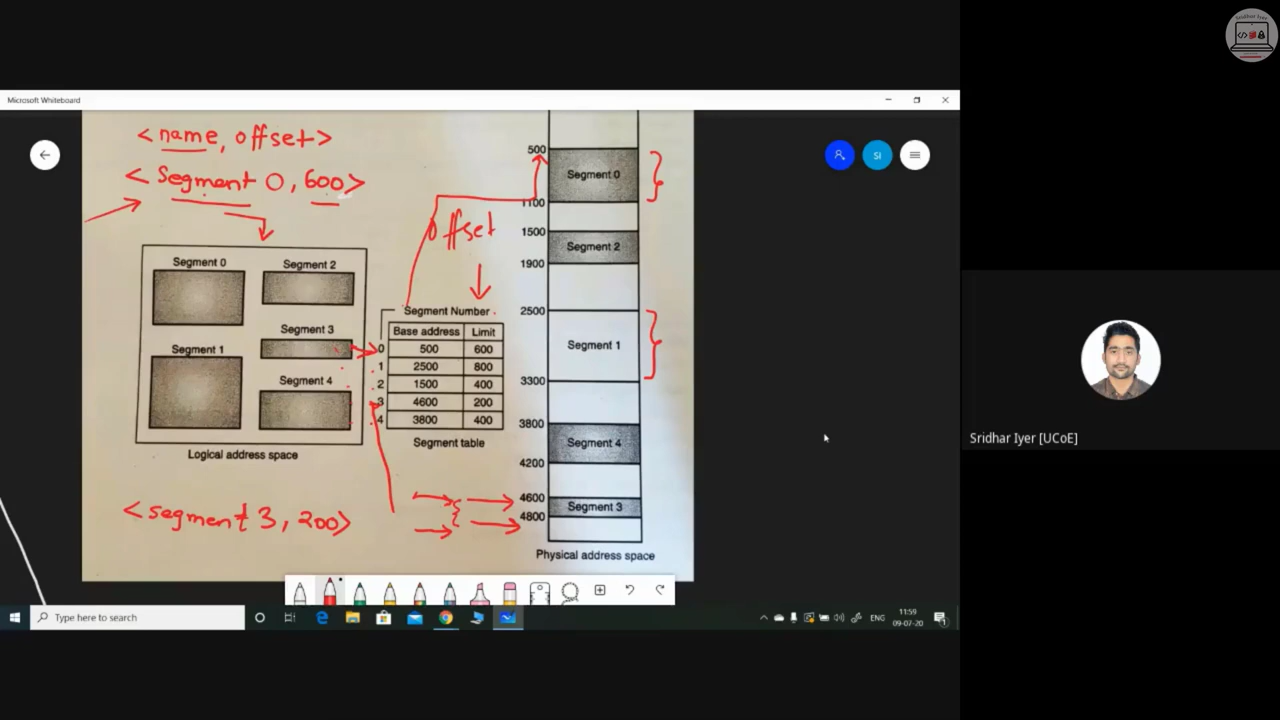 Sridhar Iyer
Microsoft Whiteboard
<name, offset>
<Segment 0, 600>
offset
Segment 0
Segment 2
Segment 3
Segment 1
Segment 4
Logical address space
Segment Number
Base address Limit
0 500 600
1 2500 800
2 1500 400
3 4600 200
4 3800 400
Segment table
<segment 3, 200>
500
Segment 0
1100
1500
Segment 2
1900
2500
Segment 1
3300
3800
Segment 4
4200
4600
Segment 3
4800
Physical address space
SI
Sridhar Iyer [UCoE]
Type here to search
ENG
11:59
09-07-20